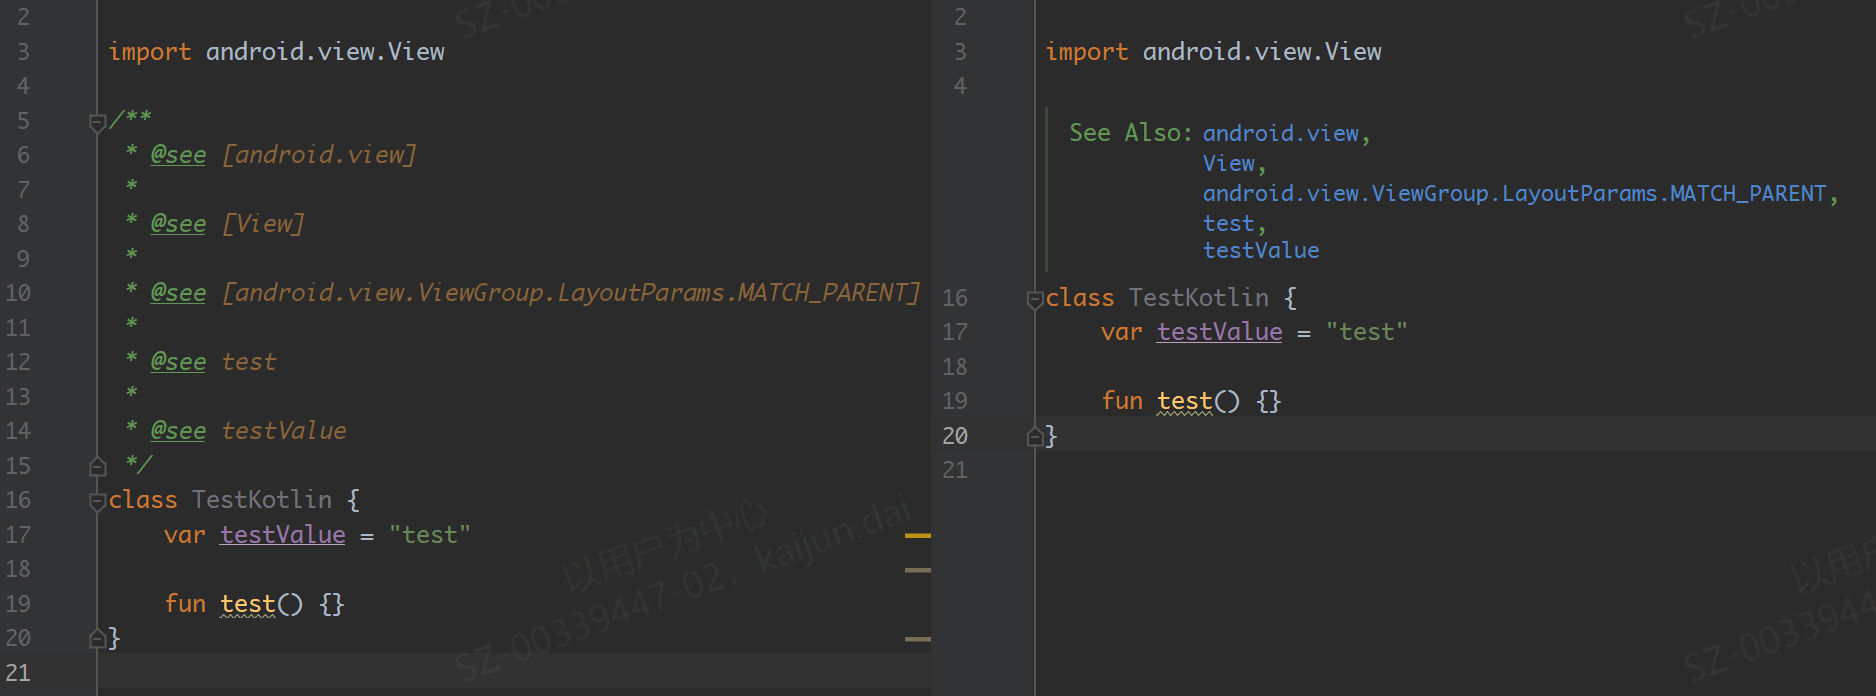 2
3 import android.view.View
4
5 /**
6 * @see [android.view]
7 *
8 * @see [View]
9 *
10 * @see [android.view.ViewGroup.LayoutParams.MATCH_PARENT]
11 *
12 * @see test
13 *
14 * @see testValue
15 */
16 class TestKotlin {
17 var testValue = "test"
18
19 fun test() {}
20 }
21
以用户为中心
SZ-00339447-02, kaijun.dai
2
3 import android.view.View
4
See Also: android.view,
View,
android.view.ViewGroup.LayoutParams.MATCH_PARENT,
test,
testValue
16 class TestKotlin {
17 var testValue = "test"
18
19 fun test() {}
20 }
21